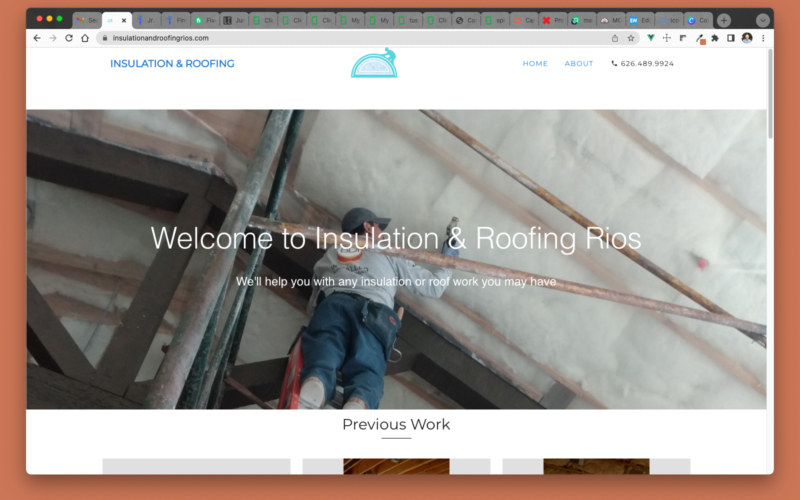 insulationandroofingrios.com
INSULATION & ROOFING
HOME
ABOUT
626.489.9924
Welcome to Insulation & Roofing Rios
We'll help you with any insulation or roof work you may have
Previous Work